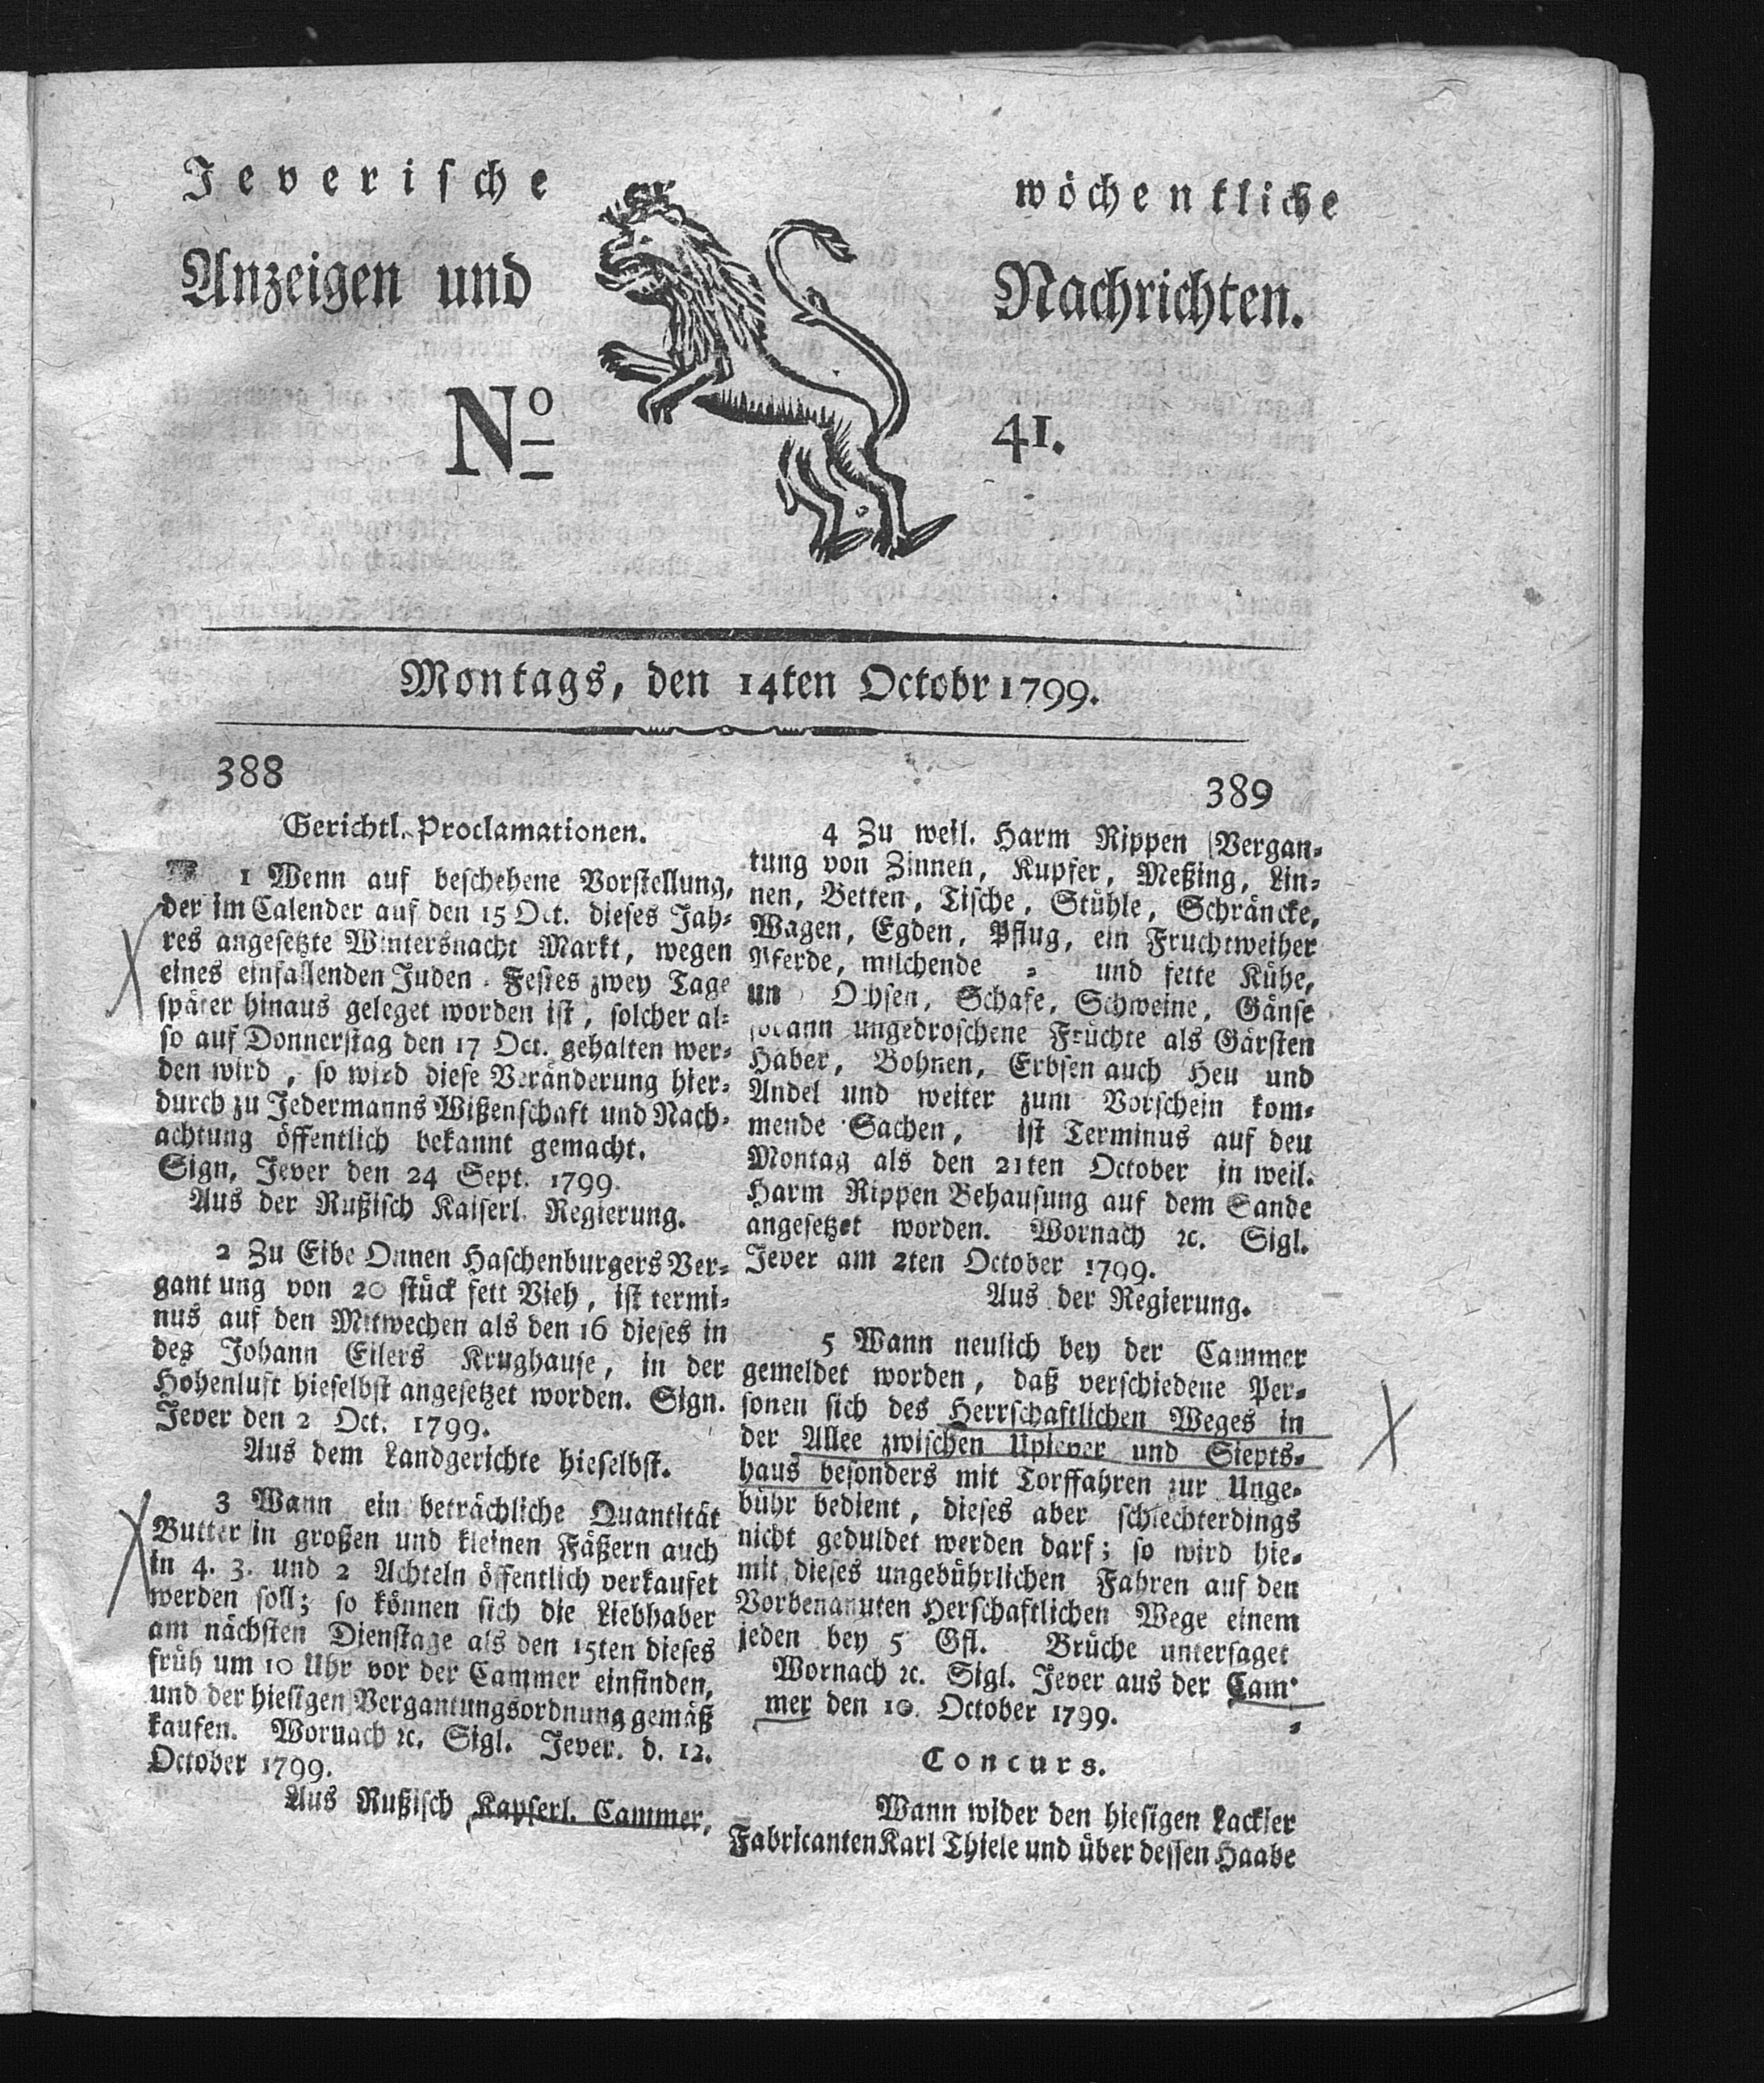 Jeverische wöchentliche
Anzeigen und Nachrichten.
No 41.
Montags, den 14ten Octobr 1799.
388
Gerichtl. Proclamationen.
1 Wenn auf beschehene Vorstellung,
der im Calender auf den 15 Oct. dieses Jah-
res angesetzte Wintersnacht Markt, wegen
eines einfallenden Juden-Festes zwey Tage
später hinaus geleget worden ist, solcher al-
so auf Donnerstag den 17 Oct. gehalten wer-
den wird, so wird diese Veränderung hier-
durch zu Jedermanns Wißenschaft und Nach-
achtung öffentlich bekannt gemacht.
Sign, Jever den 24 Sept. 1799.
Aus der Rußisch Kaiserl. Regierung.
2 Zu Eibe Onnen Haschenburgers Ver-
gantung von 20 stück fett Vieh, ist termi-
nus auf den Mitwechen als den 16 dieses in
des Johann Eilers Krughause, in der
Hohenlust hieselbst angesetzet worden. Sign.
Jever den 2 Oct. 1799.
Aus dem Landgerichte hieselbst.
3 Wann ein beträchliche Quantität
Butter in großen und kleinen Fäßern auch
in 4. 3. und 2 Achteln öffentlich verkaufet
werden soll; so können sich die Liebhaber
am nächsten Dienstage als den 15ten dieses
früh um 10 Uhr vor der Cammer einfinden,
und der hiesigen Vergantungsordnung gemäß
kaufen. Wornach ꝛc. Sigl. Jever. d. 12.
October 1799.
Aus Rußisch Kayserl. Cammer,
389
4 Zu weil. Harm Rippen Vergan-
tung von Zinnen, Kupfer, Meßing, Lin-
nen, Betten, Tische, Stühle, Schräncke,
Wagen, Egden, Pflug, ein Fruchtweiher
Pferde, milchende - und fette Kühe,
un Ochsen, Schafe, Schweine, Gänse
sodann ungedroschene Früchte als Gärsten
Haber, Bohnen, Erbsen auch Heu und
Andel und weiter zum Vorschein kom-
mende Sachen, ist Terminus auf deu
Montag als den 21ten October in weil.
Harm Rippen Behausung auf dem Sande
angesetzet worden. Wornach ꝛc. Sigl.
Jever am 2ten October 1799.
Aus der Regierung.
5 Wann neulich bey der Cammer
gemeldet worden, daß verschiedene Per-
sonen sich des Herrschaftlichen Weges in
der Allee zwischen Upjever und Siepts-
haus besonders mit Torffahren zur Unge-
bühr bedient, dieses aber schlechterdings
nicht geduldet werden darf; so wird hie-
mit dieses ungebührlichen Fahren auf den
Vorbenannten Herschaftlichen Wege einem
jeden bey 5 Gfl. Brüche untersaget
Wornach ꝛc. Sigl. Jever aus der Cam-
mer den 10. October 1799.
Concurs.
Wann wider den hiesigen Lackier
Fabricanten Karl Thiele und über dessen Haabe